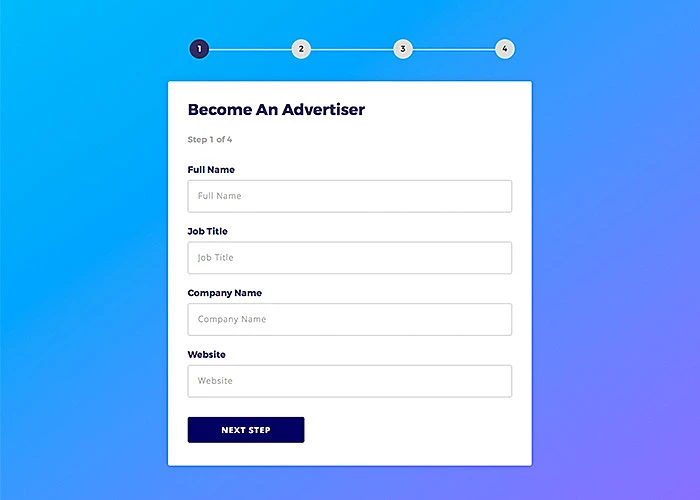 1 2 3 4
Become An Advertiser
Step 1 of 4
Full Name
Full Name
Job Title
Job Title
Company Name
Company Name
Website
Website
NEXT STEP